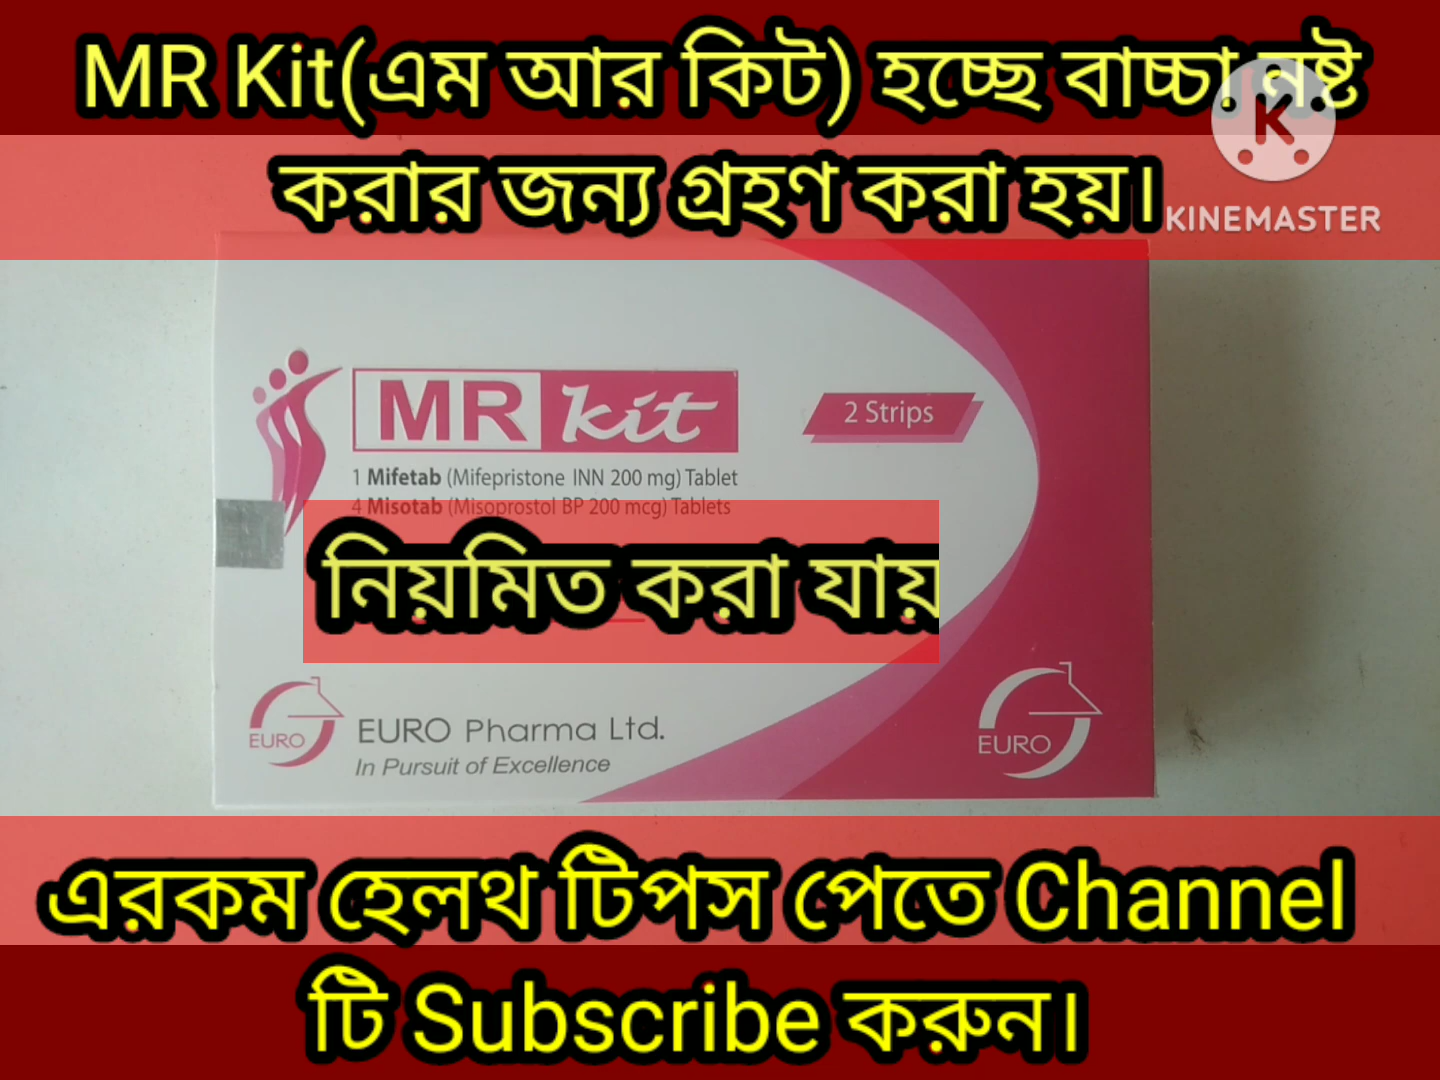 MR Kit(এম আর কিট) হচ্ছে বাচ্চা নষ্ট
করার জন্য গ্রহণ করা হয়।
KINEMASTER
MR kit
2 Strips
1 Mifetab (Mifepristone INN 200 mg) Tablet
4 Misotab (Misoprostol BP 200 mcg) Tablets
নিয়মিত করা যায়
EURO
EURO Pharma Ltd.
In Pursuit of Excellence
EURO
এরকম হেলথ টিপস পেতে Channel
টি Subscribe করুন।